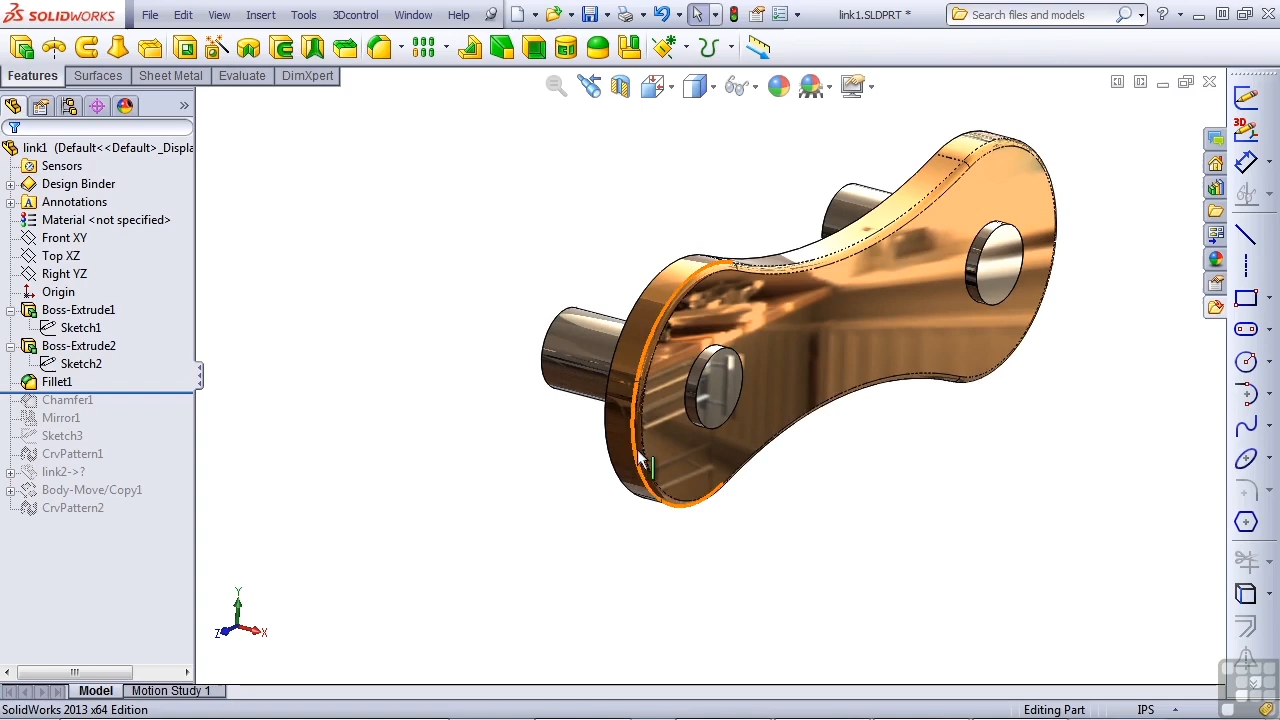 SOLIDWORKS File Edit View Insert Tools 3Dcontrol Window Help link1.SLDPRT * Search files and models
Features Surfaces Sheet Metal Evaluate DimXpert
link1 (Default<<Default>_Displa
Sensors
Design Binder
Annotations
Material <not specified>
Front XY
Top XZ
Right YZ
Origin
Boss-Extrude1
Sketch1
Boss-Extrude2
Sketch2
Fillet1
Chamfer1
Mirror1
Sketch3
CrvPattern1
link2->?
Body-Move/Copy1
CrvPattern2
3D
Y
Z
X
Model Motion Study 1
SolidWorks 2013 x64 Edition Editing Part IPS